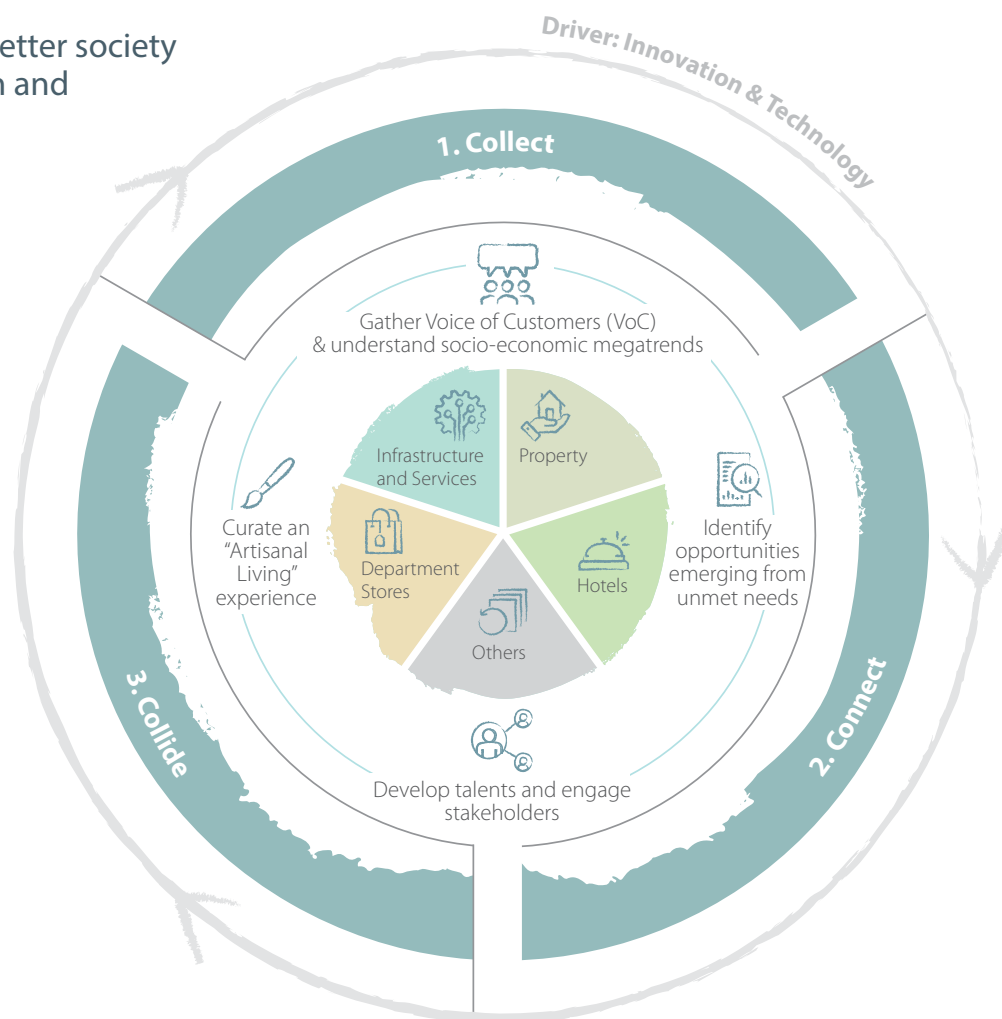 etter society
and
Driver: Innovation & Technology
1. Collect
Gather Voice of Customers (VoC)
& understand socio-economic megatrends
Infrastructure
and Services
Property
Curate an
“Artisanal
Living”
experience
Department
Stores
Hotels
Identify
opportunities
emerging from
unmet needs
Others
3. Collide
2. Connect
Develop talents and engage
stakeholders